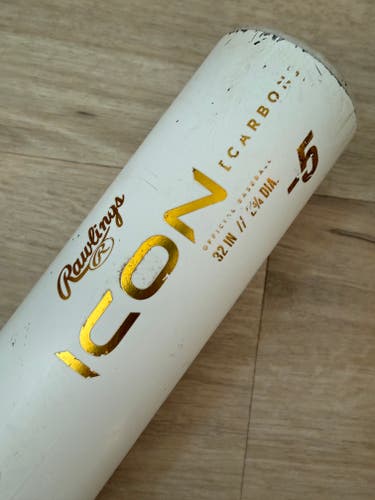 Rawlings
R
ICON
[CARBON]
OFFICIAL BASEBALL
32 IN // 2¾ DIA.
-5